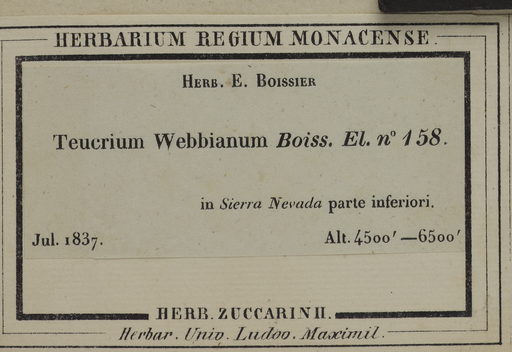 HERBARIUM REGIUM MONACENSE.
HERB. E. BOISSIER
Teucrium Webbianum Boiss. El. nº 158.
in Sierra Nevada parte inferiori.
Jul. 1837. Alt. 4500′—6500′
HERB. ZUCCARINII.
Herbar. Univ. Ludov. Maximil.